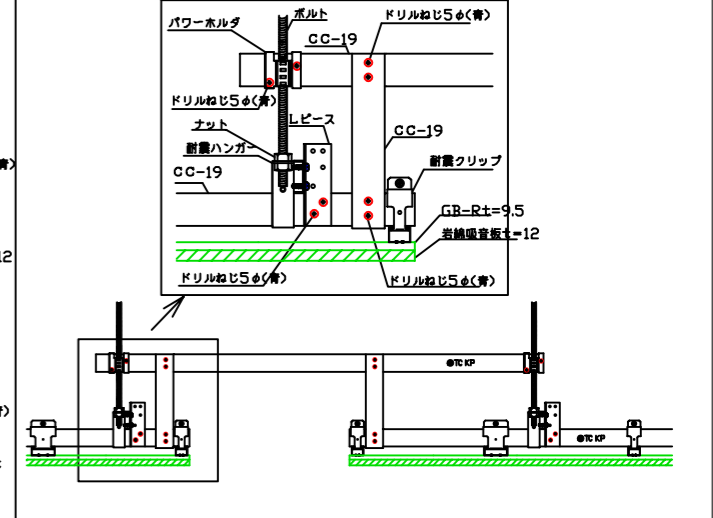 ボルト
パワーホルダ
ドリルねじ5φ(青)
CC-19
ドリルねじ5φ(青)
Lピース
ナット
CC-19
耐震ハンガー
耐震クリップ
CC-19
GB-Rt=9.5
岩綿吸音板t=12
ドリルねじ5φ(青)
ドリルねじ5φ(青)
青)
12
TC KP
青)
TC KP